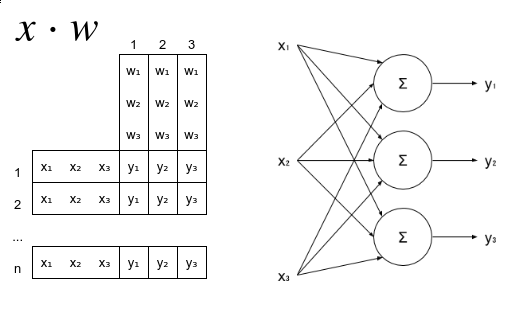 x · w
1 2 3
w₁ w₁ w₁
w₂ w₂ w₂
w₃ w₃ w₃
1 x₁ x₂ x₃ y₁ y₂ y₃
2 x₁ x₂ x₃ y₁ y₂ y₃
...
n x₁ x₂ x₃ y₁ y₂ y₃
x₁ Σ y₁
x₂ Σ y₂
x₃ Σ y₃